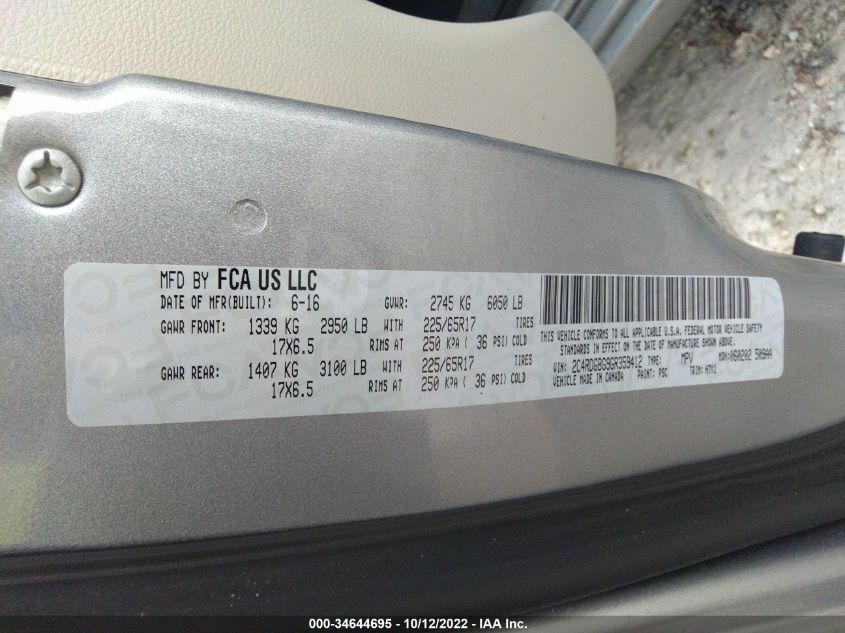 MFD BY FCA US LLC
DATE OF MFR(BUILT): 6-16 GVWR: 2745 KG 6050 LB
GAWR FRONT: 1339 KG 2950 LB WITH 225/65R17 TIRES
17X6.5 RIMS AT 250 KPA ( 36 PSI) COLD
GAWR REAR: 1407 KG 3100 LB WITH 225/65R17 TIRES
17X6.5 RIMS AT 250 KPA ( 36 PSI) COLD
THIS VEHICLE CONFORMS TO ALL APPLICABLE U.S.A. FEDERAL MOTOR VEHICLE SAFETY
STANDARDS IN EFFECT ON THE DATE OF MANUFACTURE SHOWN ABOVE.
VIN: 2C4RDGBG9GR359412 TYPE: MPV MDH: 060202 509AA
VEHICLE MADE IN CANADA PAINT: PSC TRIM: H7X1
000-34644695 - 10/12/2022 - IAA Inc.